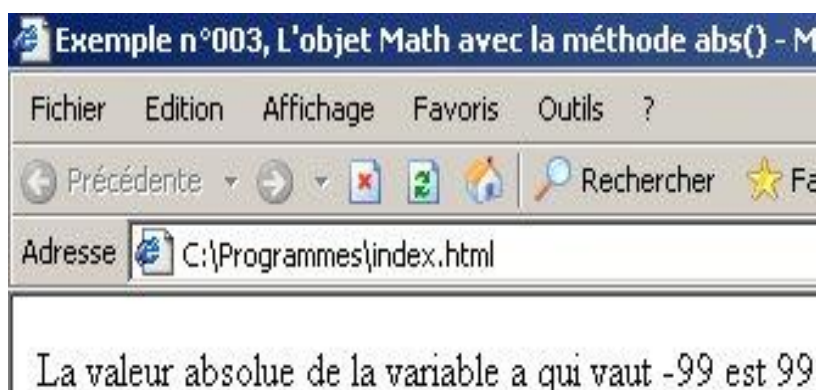 Exemple n°003, L'objet Math avec la méthode abs() - M
Fichier Edition Affichage Favoris Outils ?
Précédente Rechercher Fa
Adresse C:\Programmes\index.html
La valeur absolue de la variable a qui vaut -99 est 99